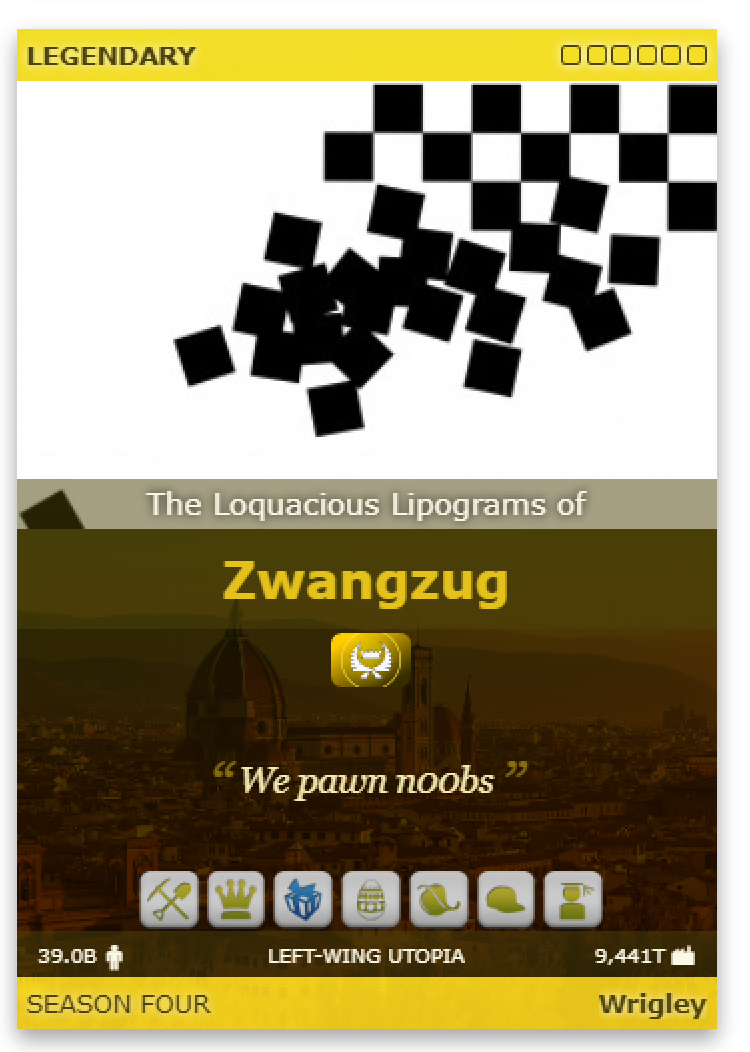 LEGENDARY
The Loquacious Lipograms of
Zwangzug
“We pawn n00bs”
39.0B
LEFT-WING UTOPIA
9,441T
SEASON FOUR
Wrigley